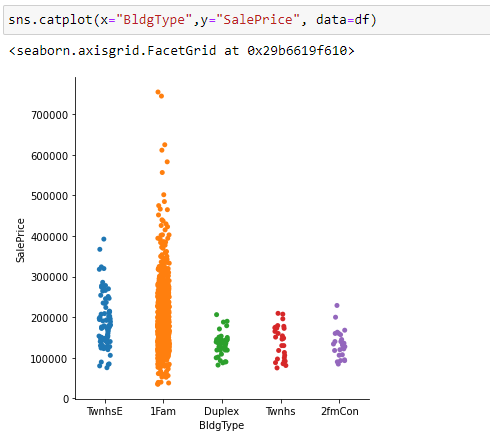 sns.catplot(x="BldgType",y="SalePrice", data=df)
<seaborn.axisgrid.FacetGrid at 0x29b6619f610>
700000
600000
500000
400000
300000
200000
100000
0
SalePrice
TwnhsE 1Fam Duplex Twnhs 2fmCon
BldgType